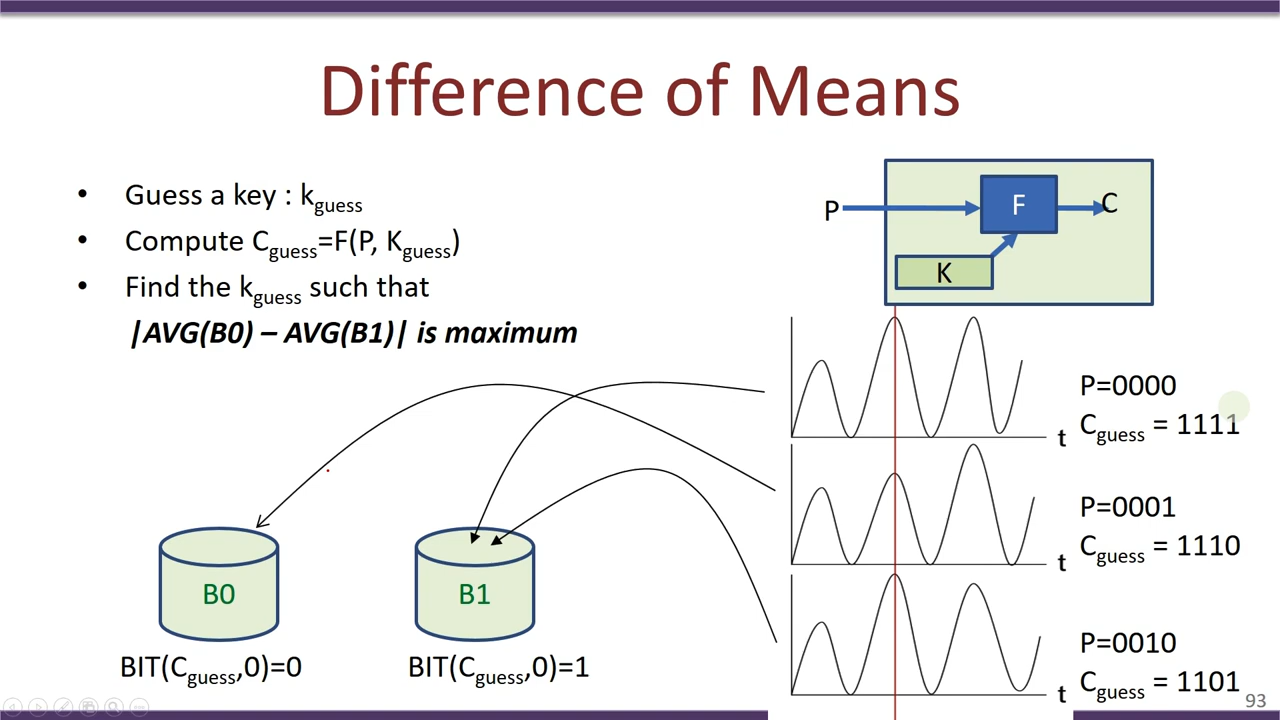 Difference of Means
• Guess a key : kguess
• Compute Cguess=F(P, Kguess)
• Find the kguess such that
|AVG(B0) – AVG(B1)| is maximum
P
F
C
K
P=0000
Cguess = 1111
t
P=0001
Cguess = 1110
t
B0
B1
BIT(Cguess,0)=0
BIT(Cguess,0)=1
P=0010
Cguess = 1101
t
93